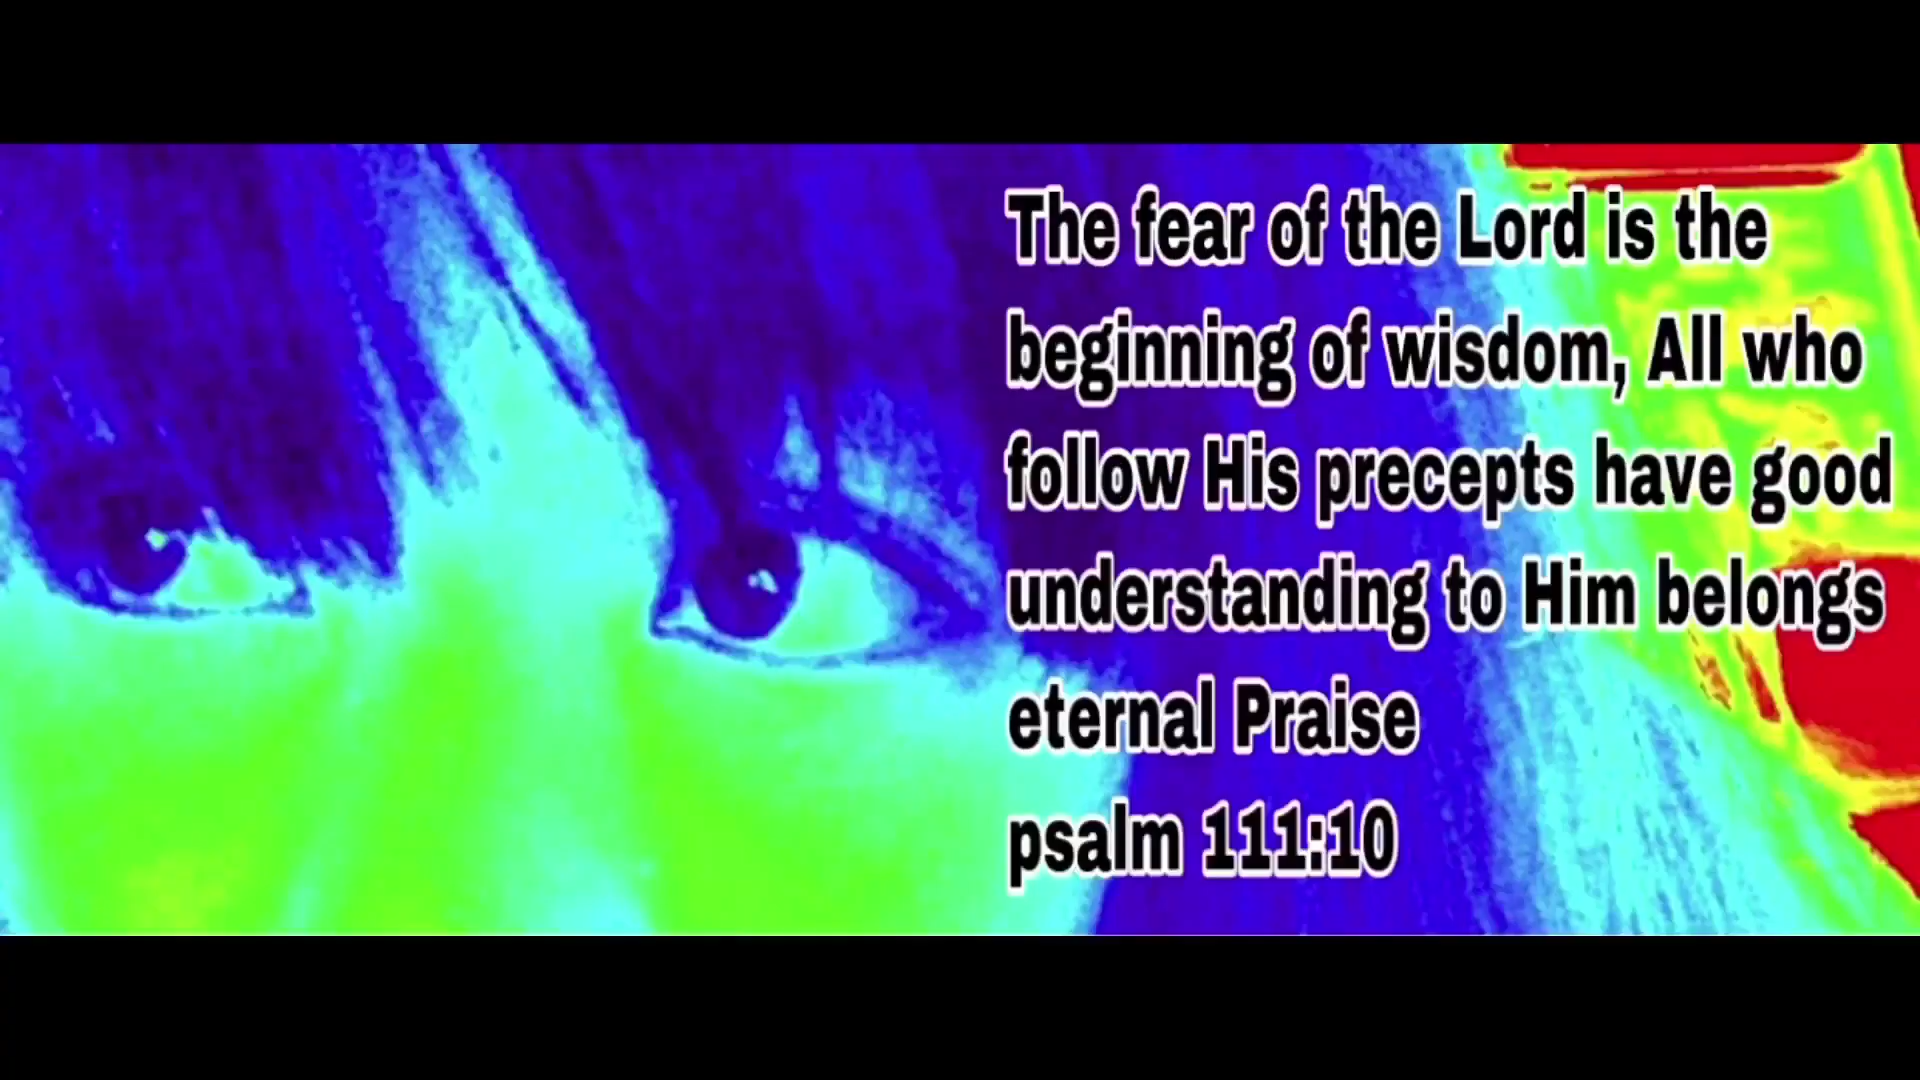 The fear of the Lord is the
beginning of wisdom, All who
follow His precepts have good
understanding to Him belongs
eternal Praise
psalm 111:10